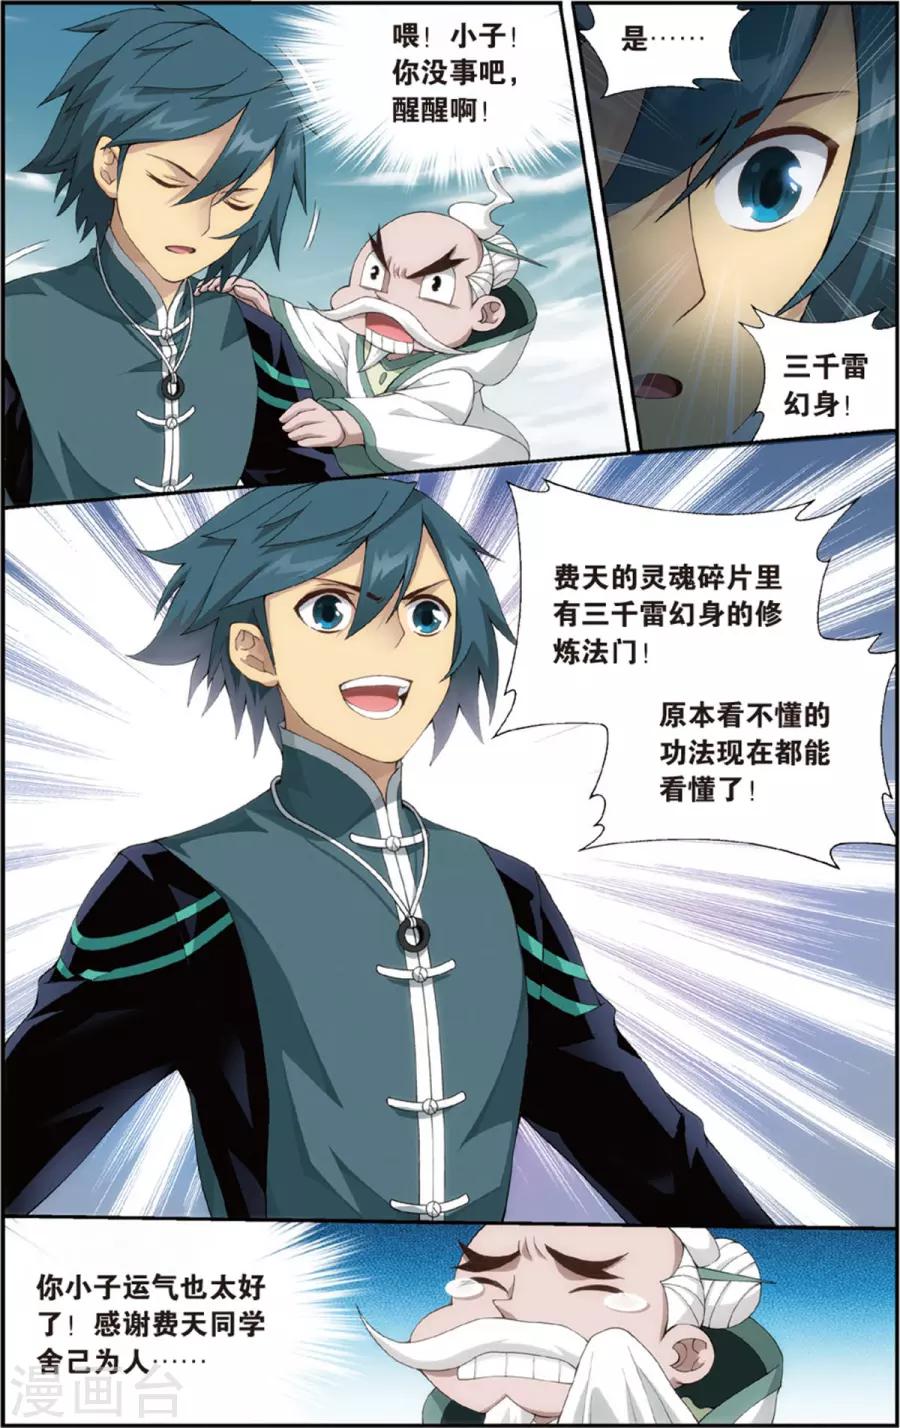 喂！小子！
你没事吧，
醒醒啊！
是……
三千雷
幻身！
费天的灵魂碎片里
有三千雷幻身的修
炼法门！
原本看不懂的
功法现在都能
看懂了！
你小子运气也太好
了！感谢费天同学
舍己为人……
漫画台